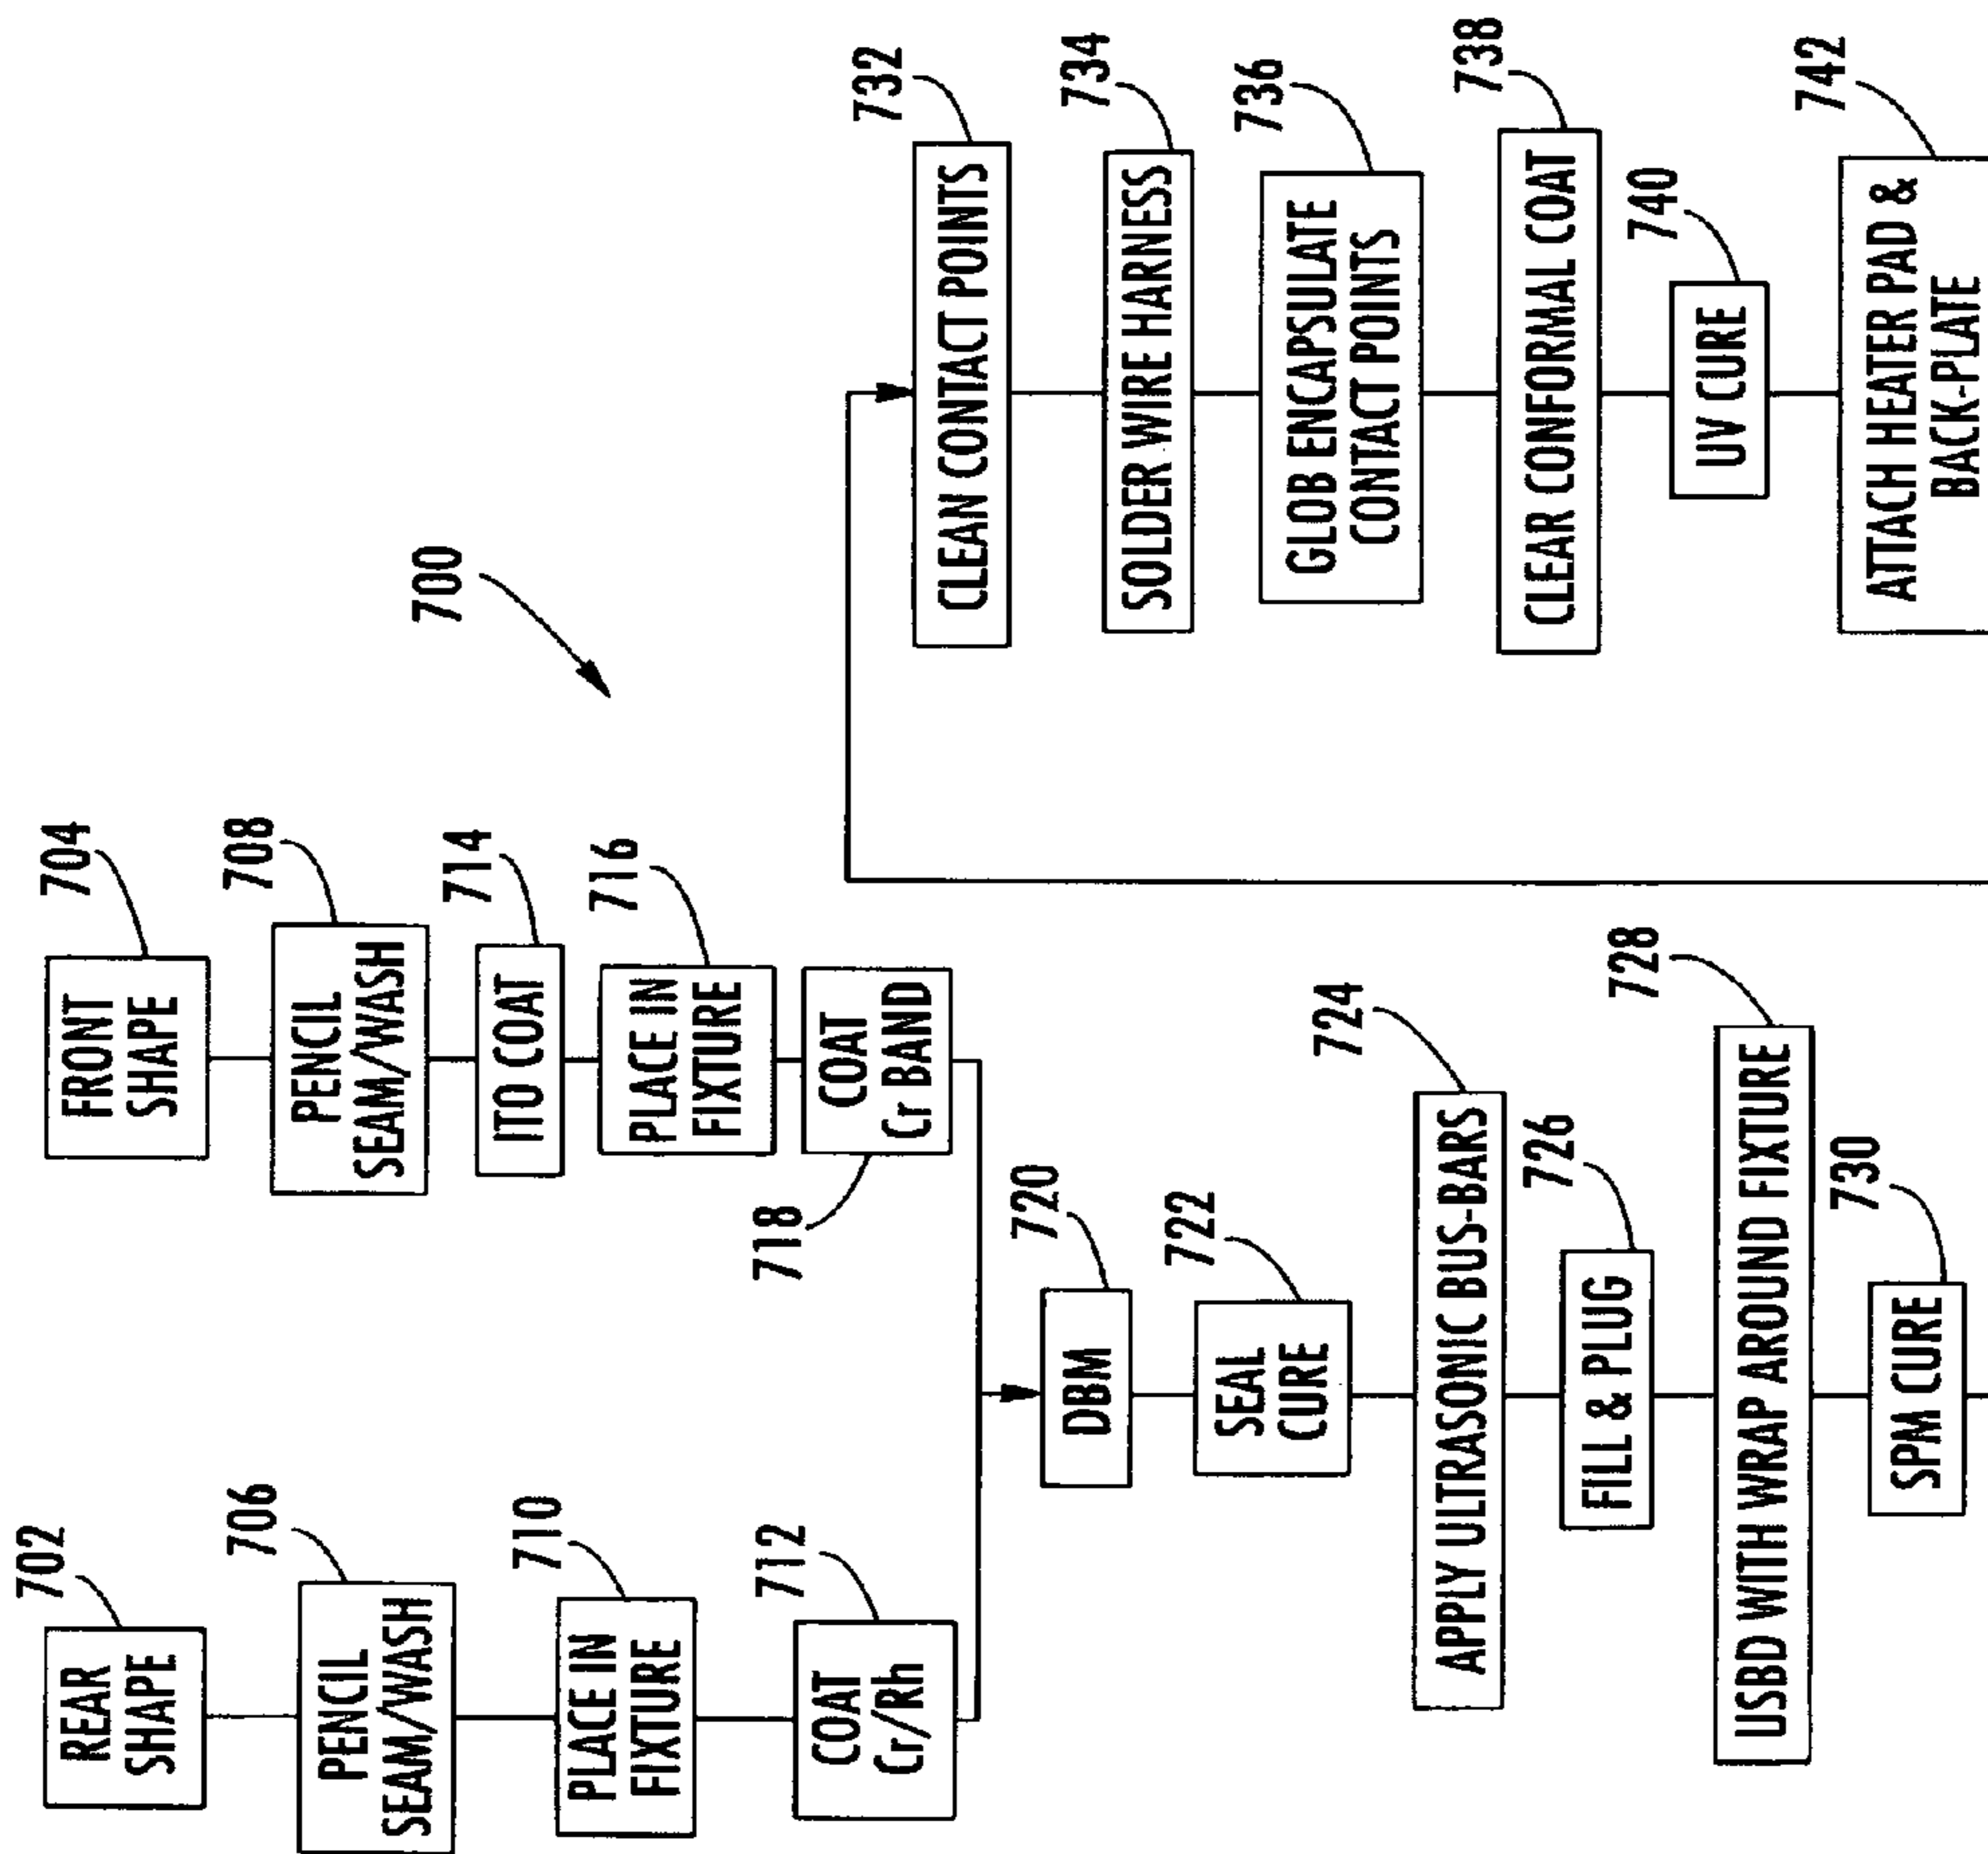 700
702
REAR
SHAPE
706
PENCIL
SEAM/WASH
710
PLACE IN
FIXTURE
712
COAT
Cr/Rh
704
FRONT
SHAPE
708
PENCIL
SEAM/WASH
714
ITO COAT
716
PLACE IN
FIXTURE
718
COAT
Cr BAND
720
DBM
722
SEAL
CURE
724
APPLY ULTRASONIC BUS-BARS
726
FILL & PLUG
728
USBD WITH WRAP AROUND FIXTURE
730
SPM CURE
732
CLEAN CONTACT POINTS
734
SOLDER WIRE HARNESS
736
GLOB ENCAPSULATE
CONTACT POINTS
738
CLEAR CONFORMAL COAT
740
UV CURE
742
ATTACH HEATER PAD &
BACK-PLATE